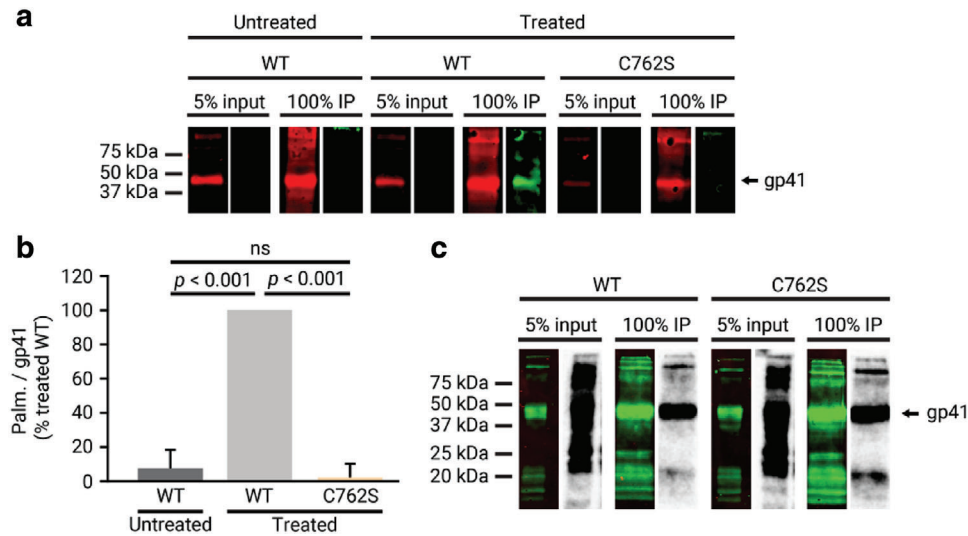 a
Untreated Treated
WT WT C762S
5% input 100% IP 5% input 100% IP 5% input 100% IP
75 kDa
50 kDa
37 kDa
gp41
b
ns
p < 0.001 p < 0.001
Palm. / gp41
(% treated WT)
120
100
80
60
40
20
0
WT WT C762S
Untreated Treated
c
WT C762S
5% input 100% IP 5% input 100% IP
75 kDa
50 kDa
37 kDa
25 kDa
20 kDa
gp41